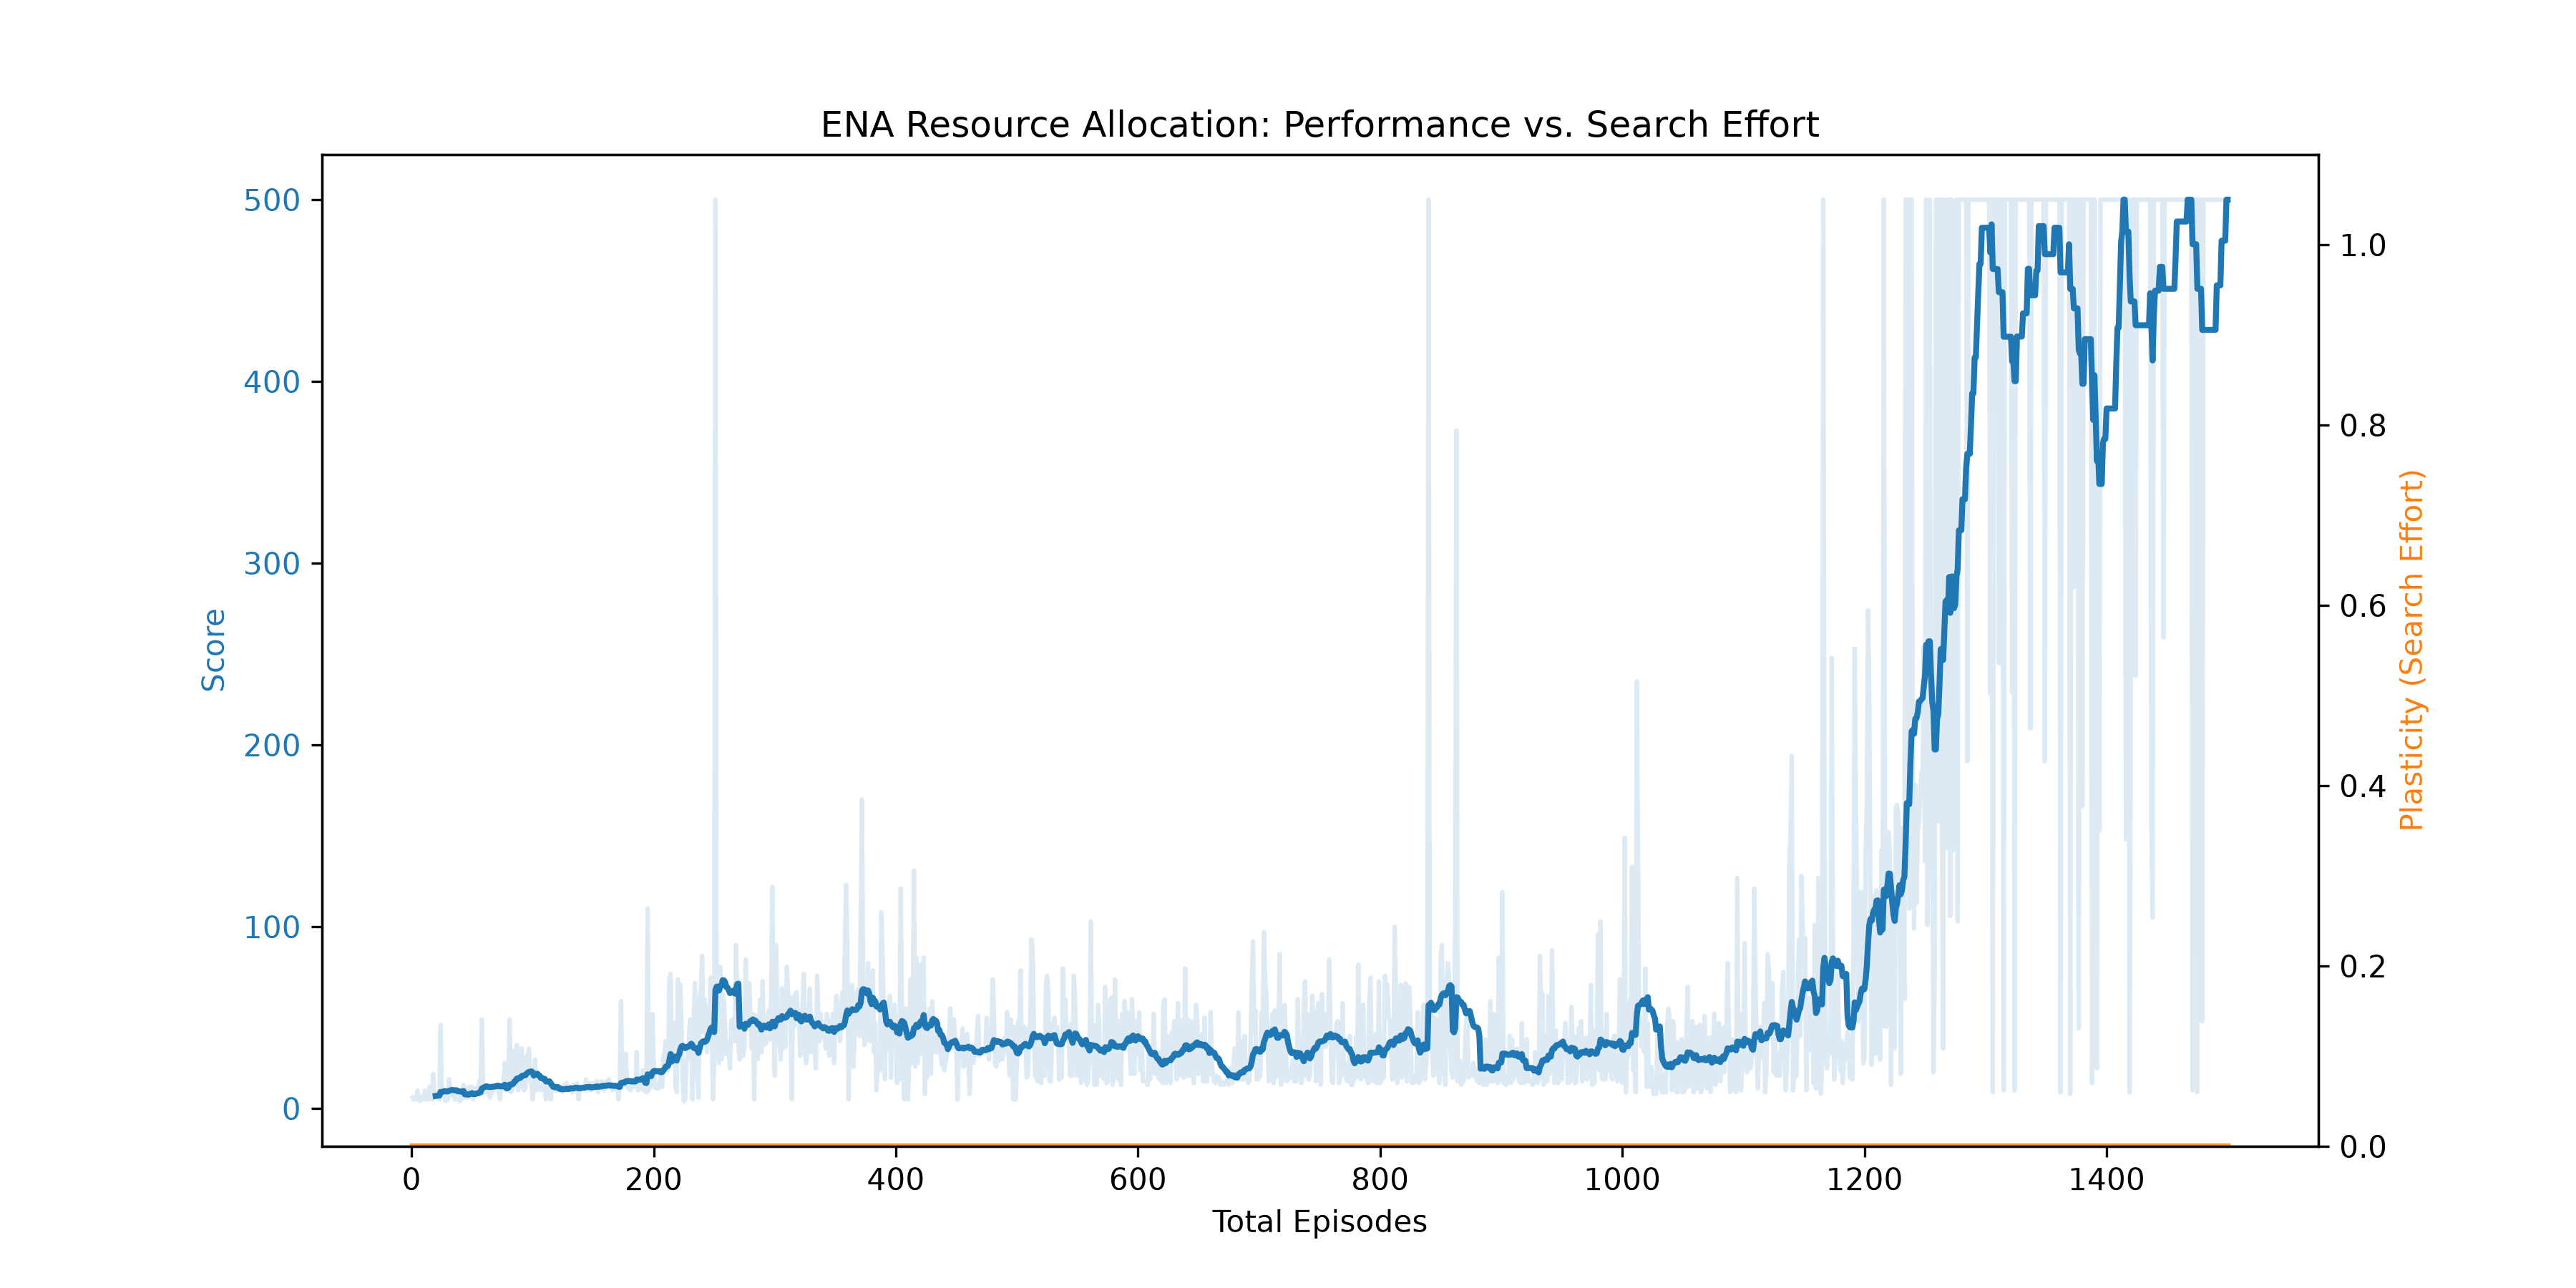 ENA Resource Allocation: Performance vs. Search Effort
500
400
300
200
100
0
Score
1.0
0.8
0.6
0.4
0.2
0.0
Plasticity (Search Effort)
0 200 400 600 800 1000 1200 1400
Total Episodes